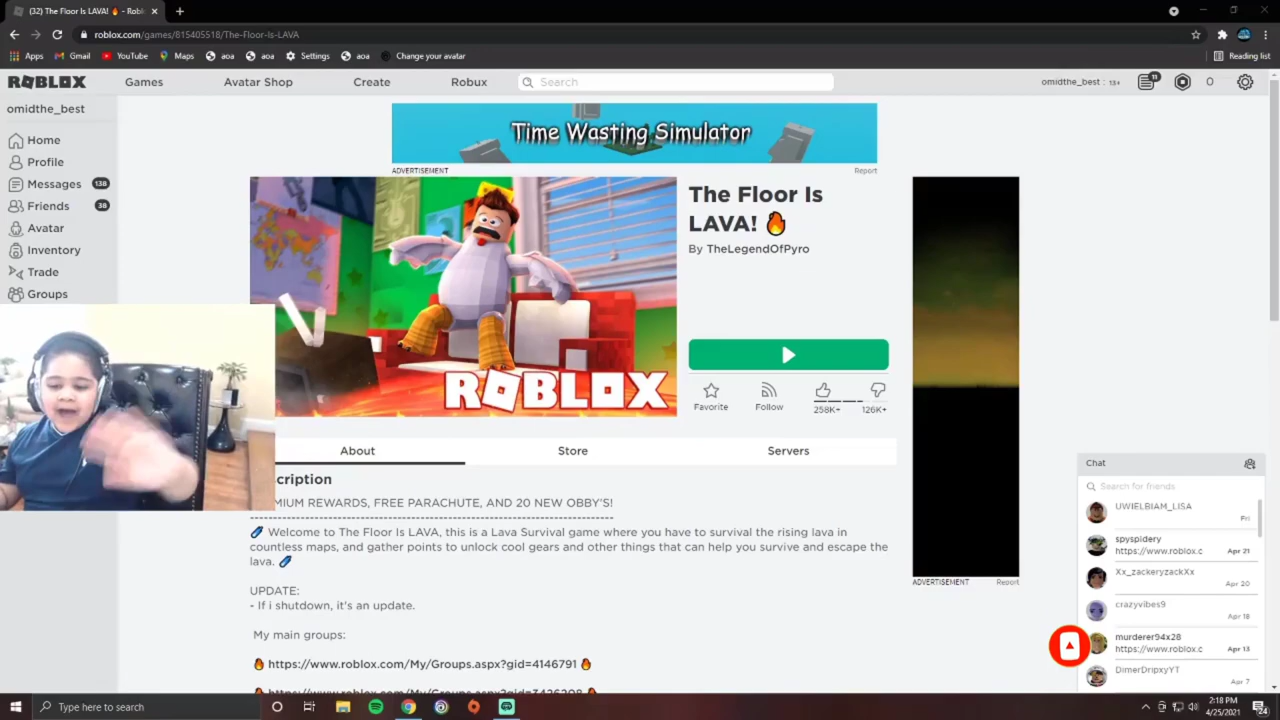 (32) The Floor Is LAVA! 🔥 - Robl
roblox.com/games/815405518/The-Floor-Is-LAVA
Apps Gmail YouTube Maps aoa aoa Settings aoa Change your avatar Reading list
ROBLOX Games Avatar Shop Create Robux Search omidthe_best : 13+ 11 0
omidthe_best
Home
Profile
Messages 138
Friends 38
Avatar
Inventory
Trade
Groups
Time Wasting Simulator
ADVERTISEMENT Report
ROBLOX
The Floor Is
LAVA! 🔥
By TheLegendOfPyro
Favorite Follow 258K+ 126K+
About Store Servers
cription
MIUM REWARDS, FREE PARACHUTE, AND 20 NEW OBBY'S!
--------------------------------------------------------
Welcome to The Floor Is LAVA, this is a Lava Survival game where you have to survival the rising lava in
countless maps, and gather points to unlock cool gears and other things that can help you survive and escape the
lava.
UPDATE:
- If i shutdown, it's an update.
My main groups:
🔥 https://www.roblox.com/My/Groups.aspx?gid=4146791 🔥
ADVERTISEMENT Report
Chat
Search for friends
UWIELBIAM_LISA
Fri
spyspidery
https://www.roblox.c Apr 21
Xx_zackeryzackXx
Apr 20
crazyvibes9
Apr 18
murderer94x28
https://www.roblox.c Apr 13
DimerDripxyYT
Apr 7
Type here to search
2:18 PM
4/25/2021
24